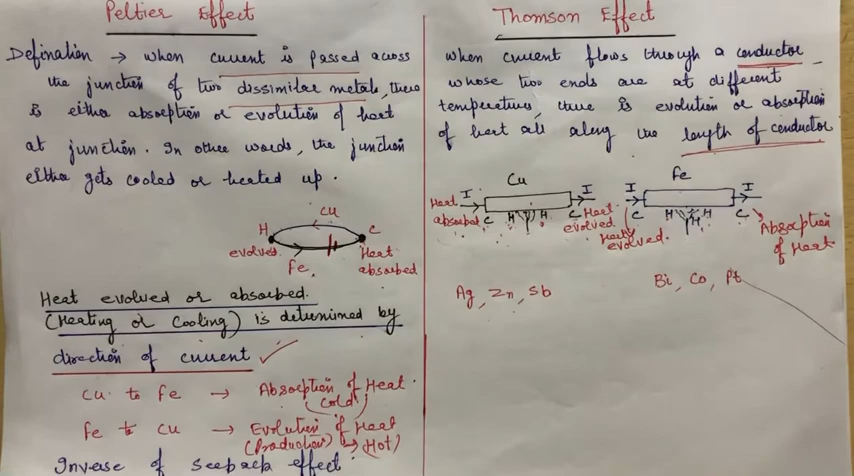 Peltier Effect
Defination → when current is passed across
the junction of two dissimilar metals, there
is either absorption or evolution of heat
at junction. In other words, the junction
either gets cooled or heated up.
Cu
H
C
evolved
Heat
absorbed
Fe
Heat evolved or absorbed.
(Heating or Cooling) is determined by
direction of current ✓
Cu to Fe → Absorption of Heat.
(Cold)
Fe to Cu → Evolution of Heat
(Production) (→ Hot)
Inverse of Seeback effect.
Thomson Effect
when current flows through a conductor
whose two ends are at different
temperatures, there is evolution or absorption
of heat all along the length of conductor
Cu
Heat
absorbed
I
I
C H H C
Heat
evolved
Fe
I
I
C H H C
H
Heat
evolved.
Absorption
of Heat
Ag, Zn, Sb
Bi, Co, Pt